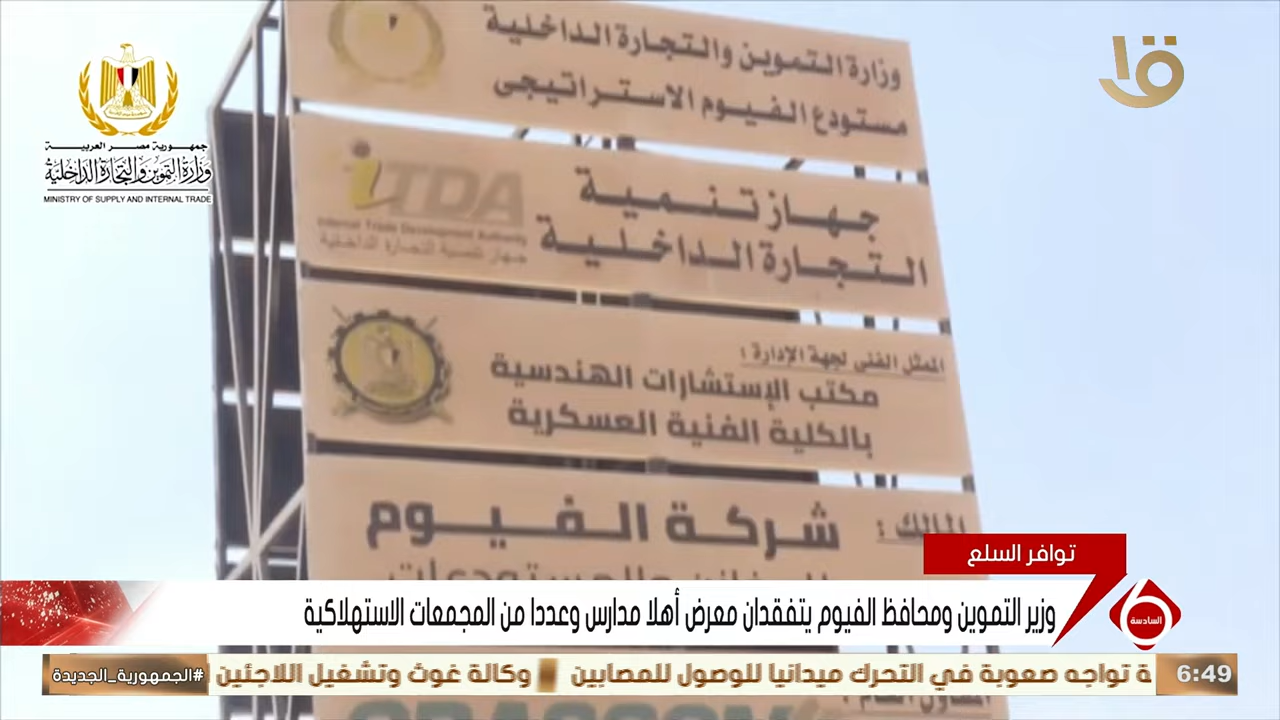 وزارة التموين والتجارة الداخلية
مستودع الفيوم الاستراتيجى
جمهورية مصر العربية
وزارة التموين والتجارة الداخلية
MINISTRY OF SUPPLY AND INTERNAL TRADE
iTDA
Internal Trade Development Authority
جهاز تنمية التجارة الداخلية
جهاز تنمية
التجارة الداخلية
الممثل الفنى لجهة الإدارة :
مكتب الإستشارات الهندسية
بالكلية الفنية العسكرية
المالك :
شركة الفيوم
توافر السلع
وزير التموين ومحافظ الفيوم يتفقدان معرض أهلا مدارس وعددا من المجمعات الاستهلاكية
السادسة
6:49
ة تواجه صعوبة في التحرك ميدانيا للوصول للمصابين
وكالة غوث وتشغيل اللاجئين
#الجمهورية_الجديدة